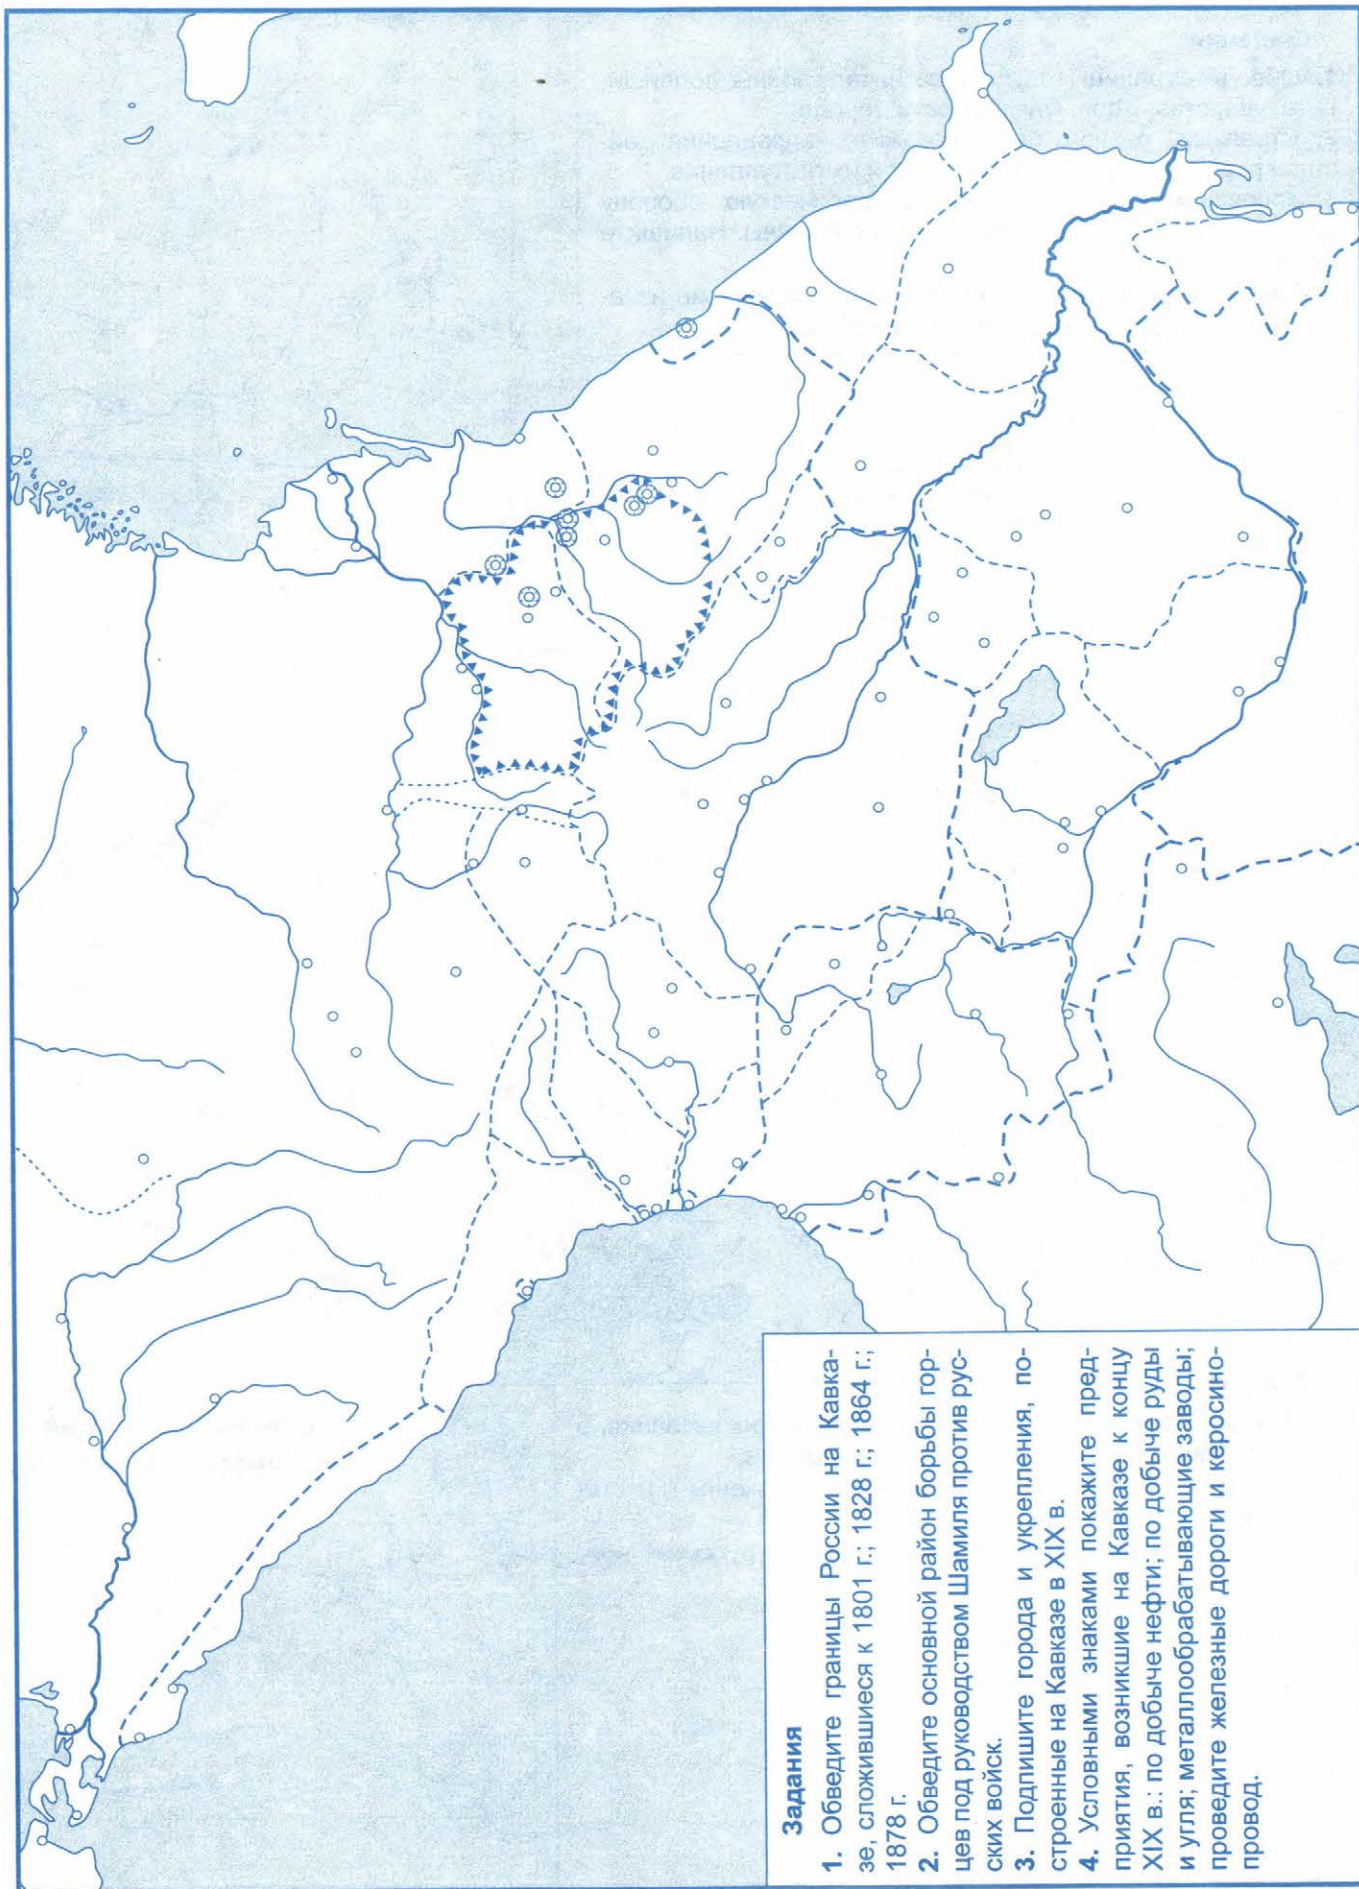 Задания
1. Обведите границы России на Кавка-
зе, сложившиеся к 1801 г.; 1828 г.; 1864 г.;
1878 г.
2. Обведите основной район борьбы гор-
цев под руководством Шамиля против рус-
ских войск.
3. Подпишите города и укрепления, по-
строенные на Кавказе в XIX в.
4. Условными знаками покажите пред-
приятия, возникшие на Кавказе к концу
XIX в.: по добыче нефти; по добыче руды
и угля; металлообрабатывающие заводы;
проведите железные дороги и керосино-
провод.